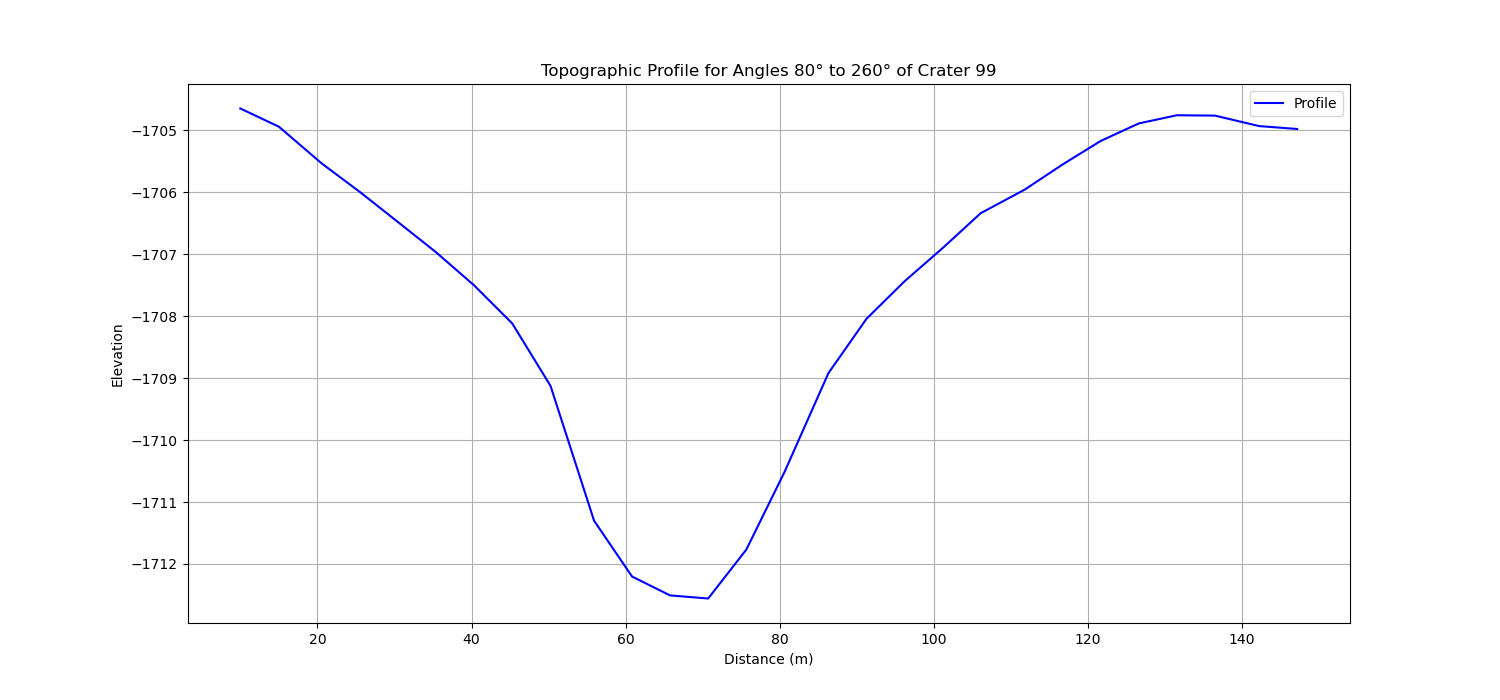 Topographic Profile for Angles 80° to 260° of Crater 99
Profile
−1705
−1706
−1707
−1708
−1709
−1710
−1711
−1712
Elevation
20 40 60 80 100 120 140
Distance (m)